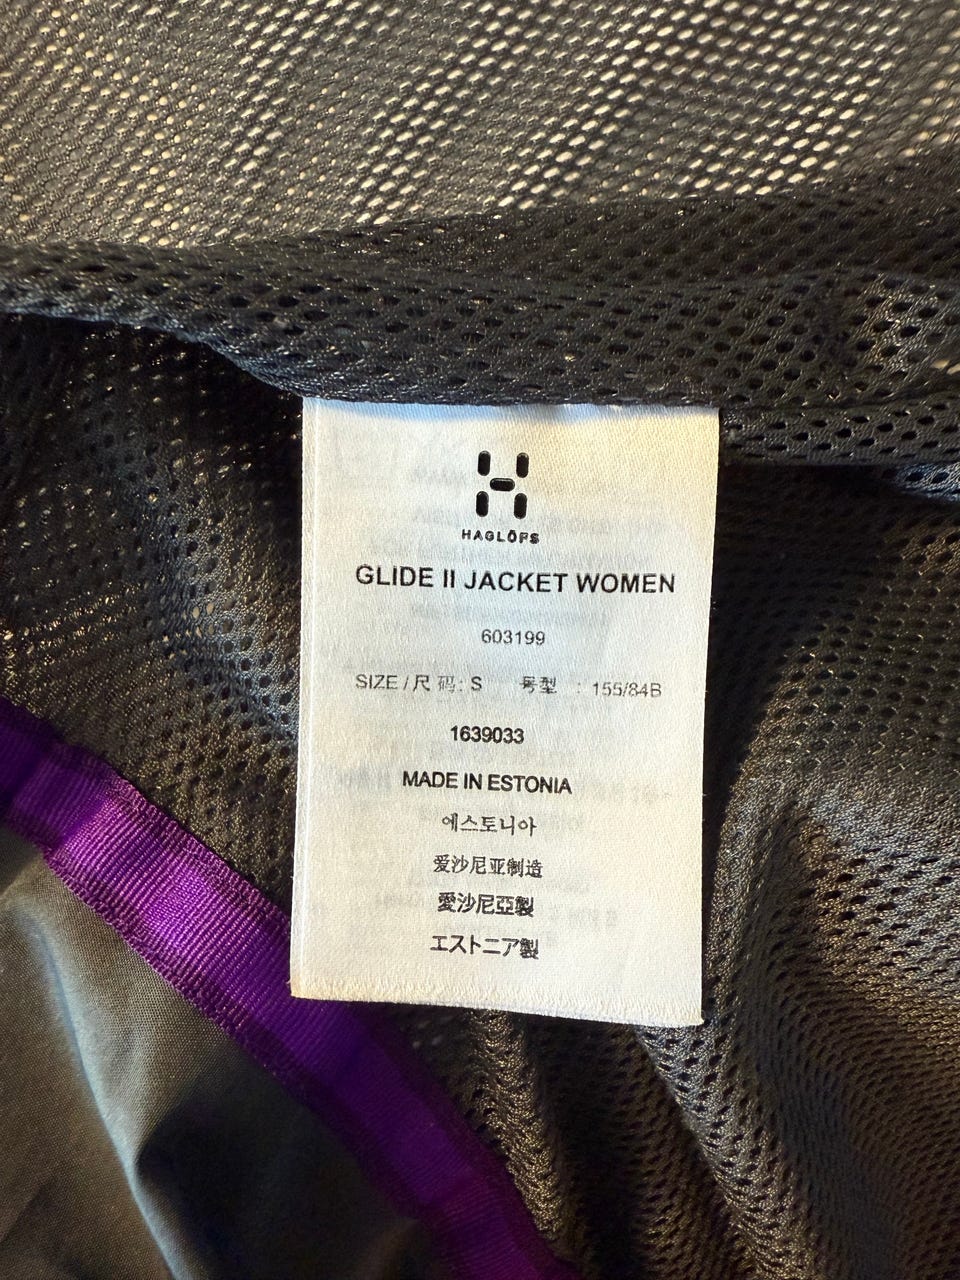 HAGLÖFS
GLIDE II JACKET WOMEN
603199
SIZE / 尺 码: S 号型 : 155/84B
1639033
MADE IN ESTONIA
에스토니아
爱沙尼亚制造
愛沙尼亞製
エストニア製